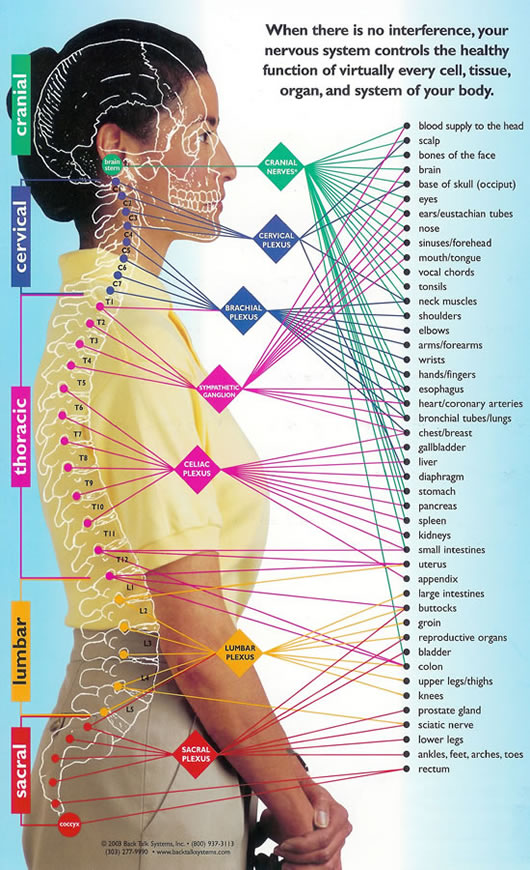 When there is no interference, your
nervous system controls the healthy
function of virtually every cell, tissue,
organ, and system of your body.
cranial
cervical
thoracic
lumbar
sacral
brain
stem
C1
C2
C3
C4
C5
C6
C7
T1
T2
T3
T4
T5
T6
T7
T8
T9
T10
T11
T12
L1
L2
L3
L4
L5
coccyx
CRANIAL
NERVES*
CERVICAL
PLEXUS
BRACHIAL
PLEXUS
SYMPATHETIC
GANGLION
CELIAC
PLEXUS
LUMBAR
PLEXUS
SACRAL
PLEXUS
blood supply to the head
scalp
bones of the face
brain
base of skull (occiput)
eyes
ears/eustachian tubes
nose
sinuses/forehead
mouth/tongue
vocal chords
tonsils
neck muscles
shoulders
elbows
arms/forearms
wrists
hands/fingers
esophagus
heart/coronary arteries
bronchial tubes/lungs
chest/breast
gallbladder
liver
diaphragm
stomach
pancreas
spleen
kidneys
small intestines
uterus
appendix
large intestines
buttocks
groin
reproductive organs
bladder
colon
upper legs/thighs
knees
prostate gland
sciatic nerve
lower legs
ankles, feet, arches, toes
rectum
© 2003 Back Talk Systems, Inc. • (800) 937-3113
(303) 277-9990 • www.backtalksystems.com